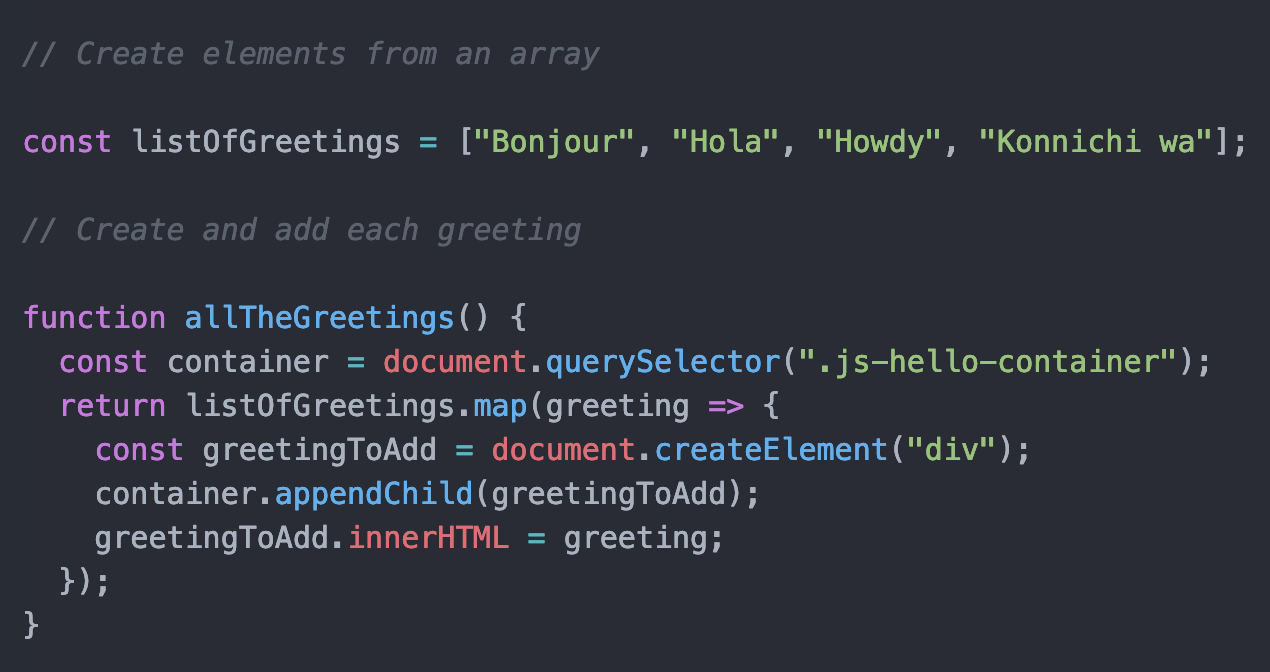 // Create elements from an array
const listOfGreetings = ["Bonjour", "Hola", "Howdy", "Konnichi wa"];
// Create and add each greeting
function allTheGreetings() {
  const container = document.querySelector(".js-hello-container");
  return listOfGreetings.map(greeting => {
    const greetingToAdd = document.createElement("div");
    container.appendChild(greetingToAdd);
    greetingToAdd.innerHTML = greeting;
  });
}